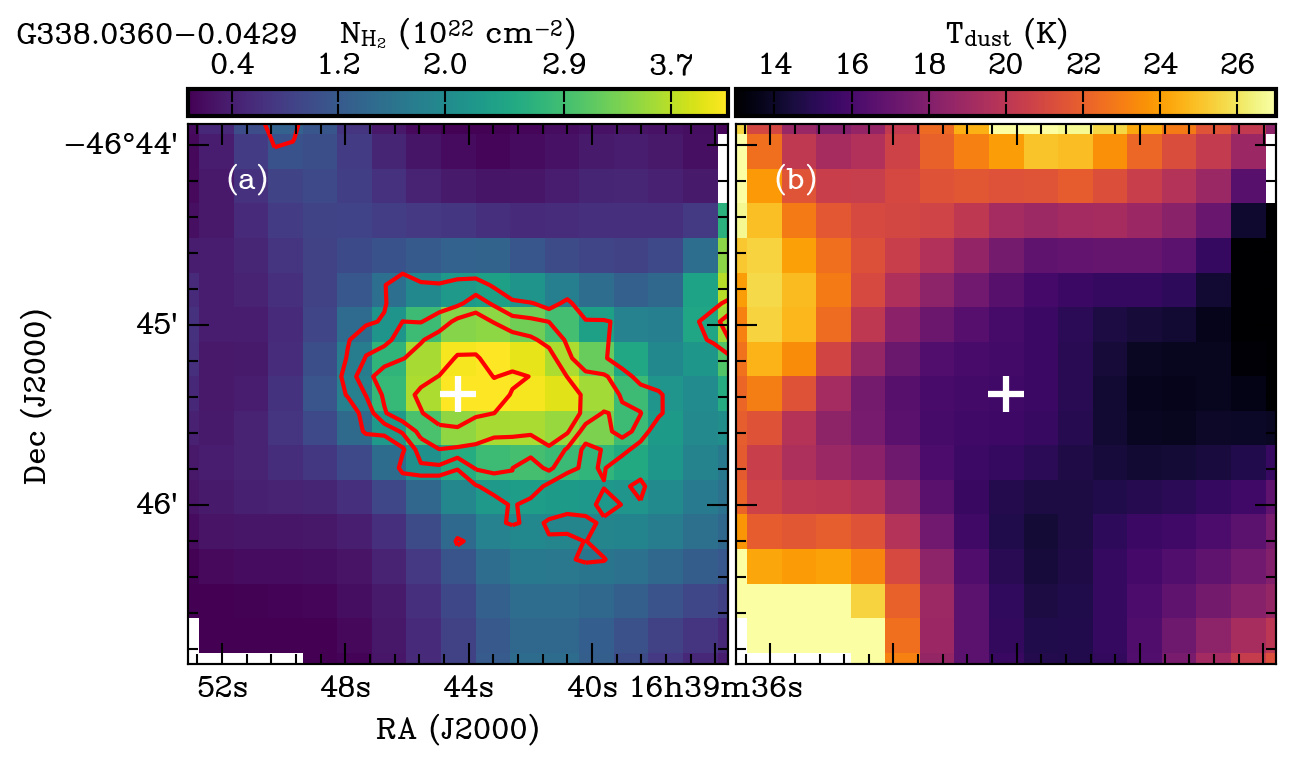 G338.0360−0.0429 N_H₂ (10²² cm⁻²) T_dust (K)
0.4 1.2 2.0 2.9 3.7 14 16 18 20 22 24 26
−46°44'
(a) (b)
45'
Dec (J2000)
46'
52s 48s 44s 40s 16h39m36s
RA (J2000)